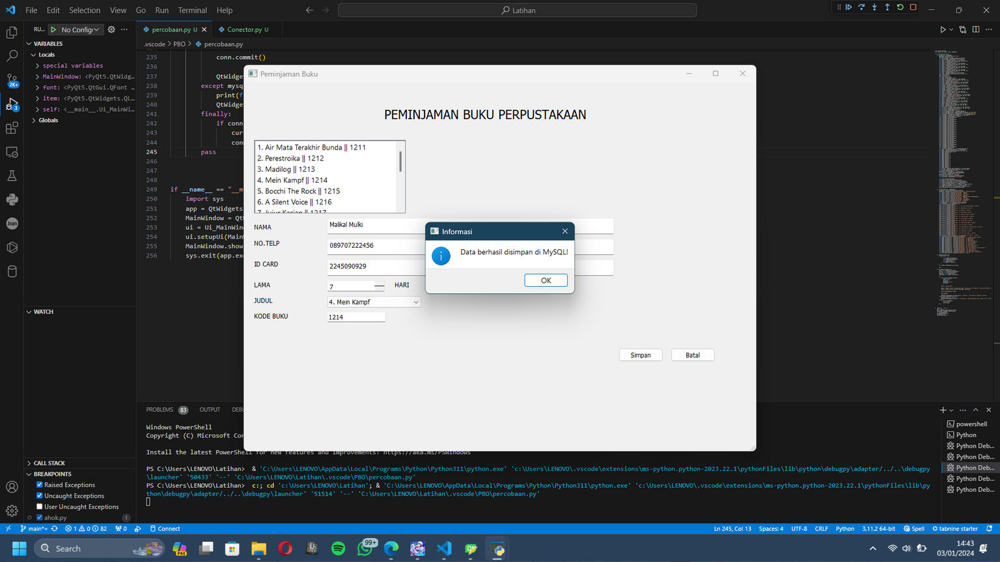 File Edit Selection View Go Run Terminal Help
Latihan
RU... No Config
percobaan.py U
Conector.py U
.vscode > PBO > percobaan.py
VARIABLES
Locals
special variables
MainWindow: <PyQt5.QtWidg...
font: <PyQt5.QtGui.QFont ...
item: <PyQt5.QtWidgets.QL...
self: <__main__.Ui_MainWi...
Globals
WATCH
CALL STACK
BREAKPOINTS
Raised Exceptions
Uncaught Exceptions
User Uncaught Exceptions
ahok.py 1
2K+
3
235 conn.commit()
236
237 QtWidget
238 except mysq
239 print(f
240 QtWidget
241 finally:
242 if conn
243 cur
244 con
245 pass
246
247
248
249 if __name__ == "__m
250 import sys
251 app = QtWidgets
252 MainWindow = Qt
253 ui = Ui_MainWin
254 ui.setupUi(Main
255 MainWindow.show
256 sys.exit(app.exe
Peminjaman Buku
PEMINJAMAN BUKU PERPUSTAKAAN
1. Air Mata Terakhir Bunda || 1211
2. Perestroika || 1212
3. Madilog || 1213
4. Mein Kampf || 1214
5. Bocchi The Rock || 1215
6. A Silent Voice || 1216
7. Jujur Kacian || 1217
NAMA Malikal Mulki
NO.TELP 089707222456
ID CARD 2245090929
LAMA 7 HARI
JUDUL 4. Mein Kampf
KODE BUKU 1214
Simpan Batal
Informasi
Data berhasil disimpan di MySQL!
OK
PROBLEMS 83 OUTPUT DEBU
Windows PowerShell
Copyright (C) Microsoft Cor
Install the latest PowerShell for new features and improvements! https://aka.ms/PSWindows
PS C:\Users\LENOVO\Latihan> & 'C:\Users\LENOVO\AppData\Local\Programs\Python\Python311\python.exe' 'c:\Users\LENOVO\.vscode\extensions\ms-python.python-2023.22.1\pythonFiles\lib\python\debugpy\adapter/../..\debugpy
\launcher' '50433' '--' 'C:\Users\LENOVO\Latihan\.vscode\PBO\percobaan.py'
PS C:\Users\LENOVO\Latihan> c:; cd 'c:\Users\LENOVO\Latihan'; & 'C:\Users\LENOVO\AppData\Local\Programs\Python\Python311\python.exe' 'c:\Users\LENOVO\.vscode\extensions\ms-python.python-2023.22.1\pythonFiles\lib\py
thon\debugpy\adapter/../..\debugpy\launcher' '51514' '--' 'C:\Users\LENOVO\Latihan\.vscode\PBO\percobaan.py'
powershell
Python
Python Deb...
Python Deb...
Python Deb...
Python Deb...
Python Deb...
main*+ 1 0 82 0 Connect
Ln 245, Col 13 Spaces: 4 UTF-8 CRLF Python 3.11.2 64-bit Spell tabnine starter
Search
PRE
99+
14:43
03/01/2024